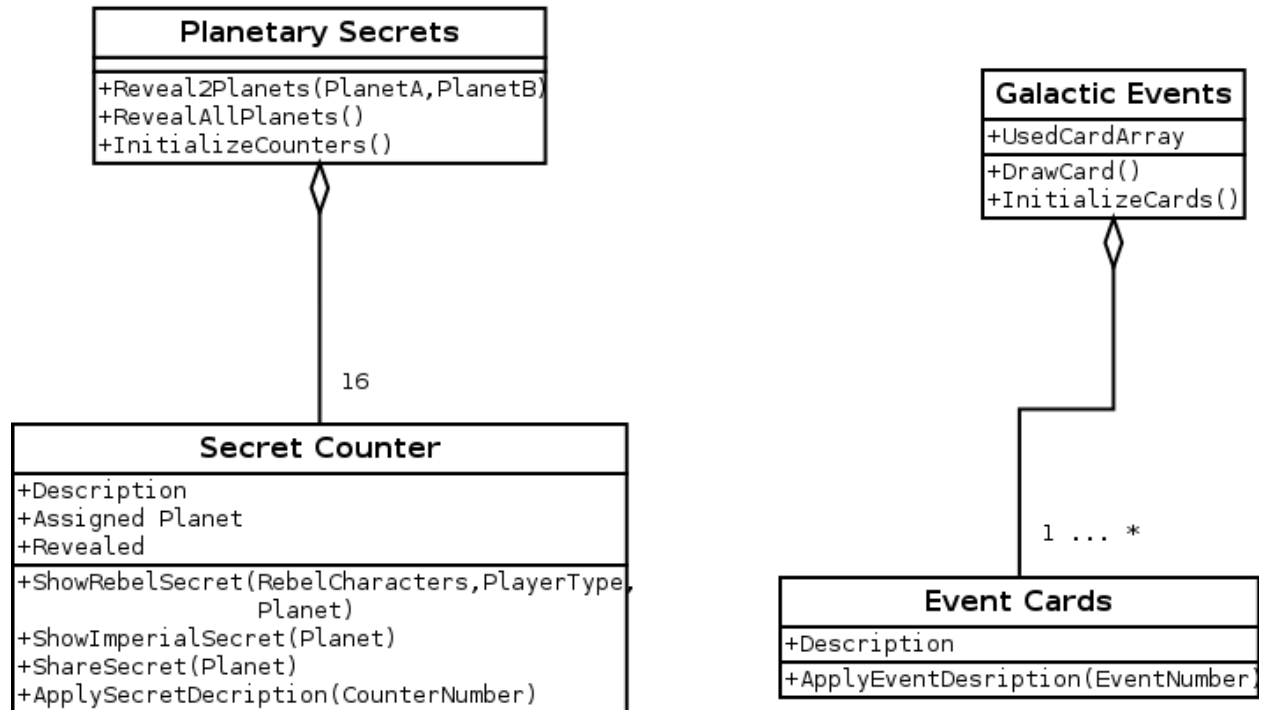 Planetary Secrets
+Reveal2Planets(PlanetA,PlanetB)
+RevealAllPlanets()
+InitializeCounters()
16
Secret Counter
+Description
+Assigned Planet
+Revealed
+ShowRebelSecret(RebelCharacters,PlayerType,
Planet)
+ShowImperialSecret(Planet)
+ShareSecret(Planet)
+ApplySecretDecription(CounterNumber)
Galactic Events
+UsedCardArray
+DrawCard()
+InitializeCards()
1 ... *
Event Cards
+Description
+ApplyEventDesription(EventNumber)